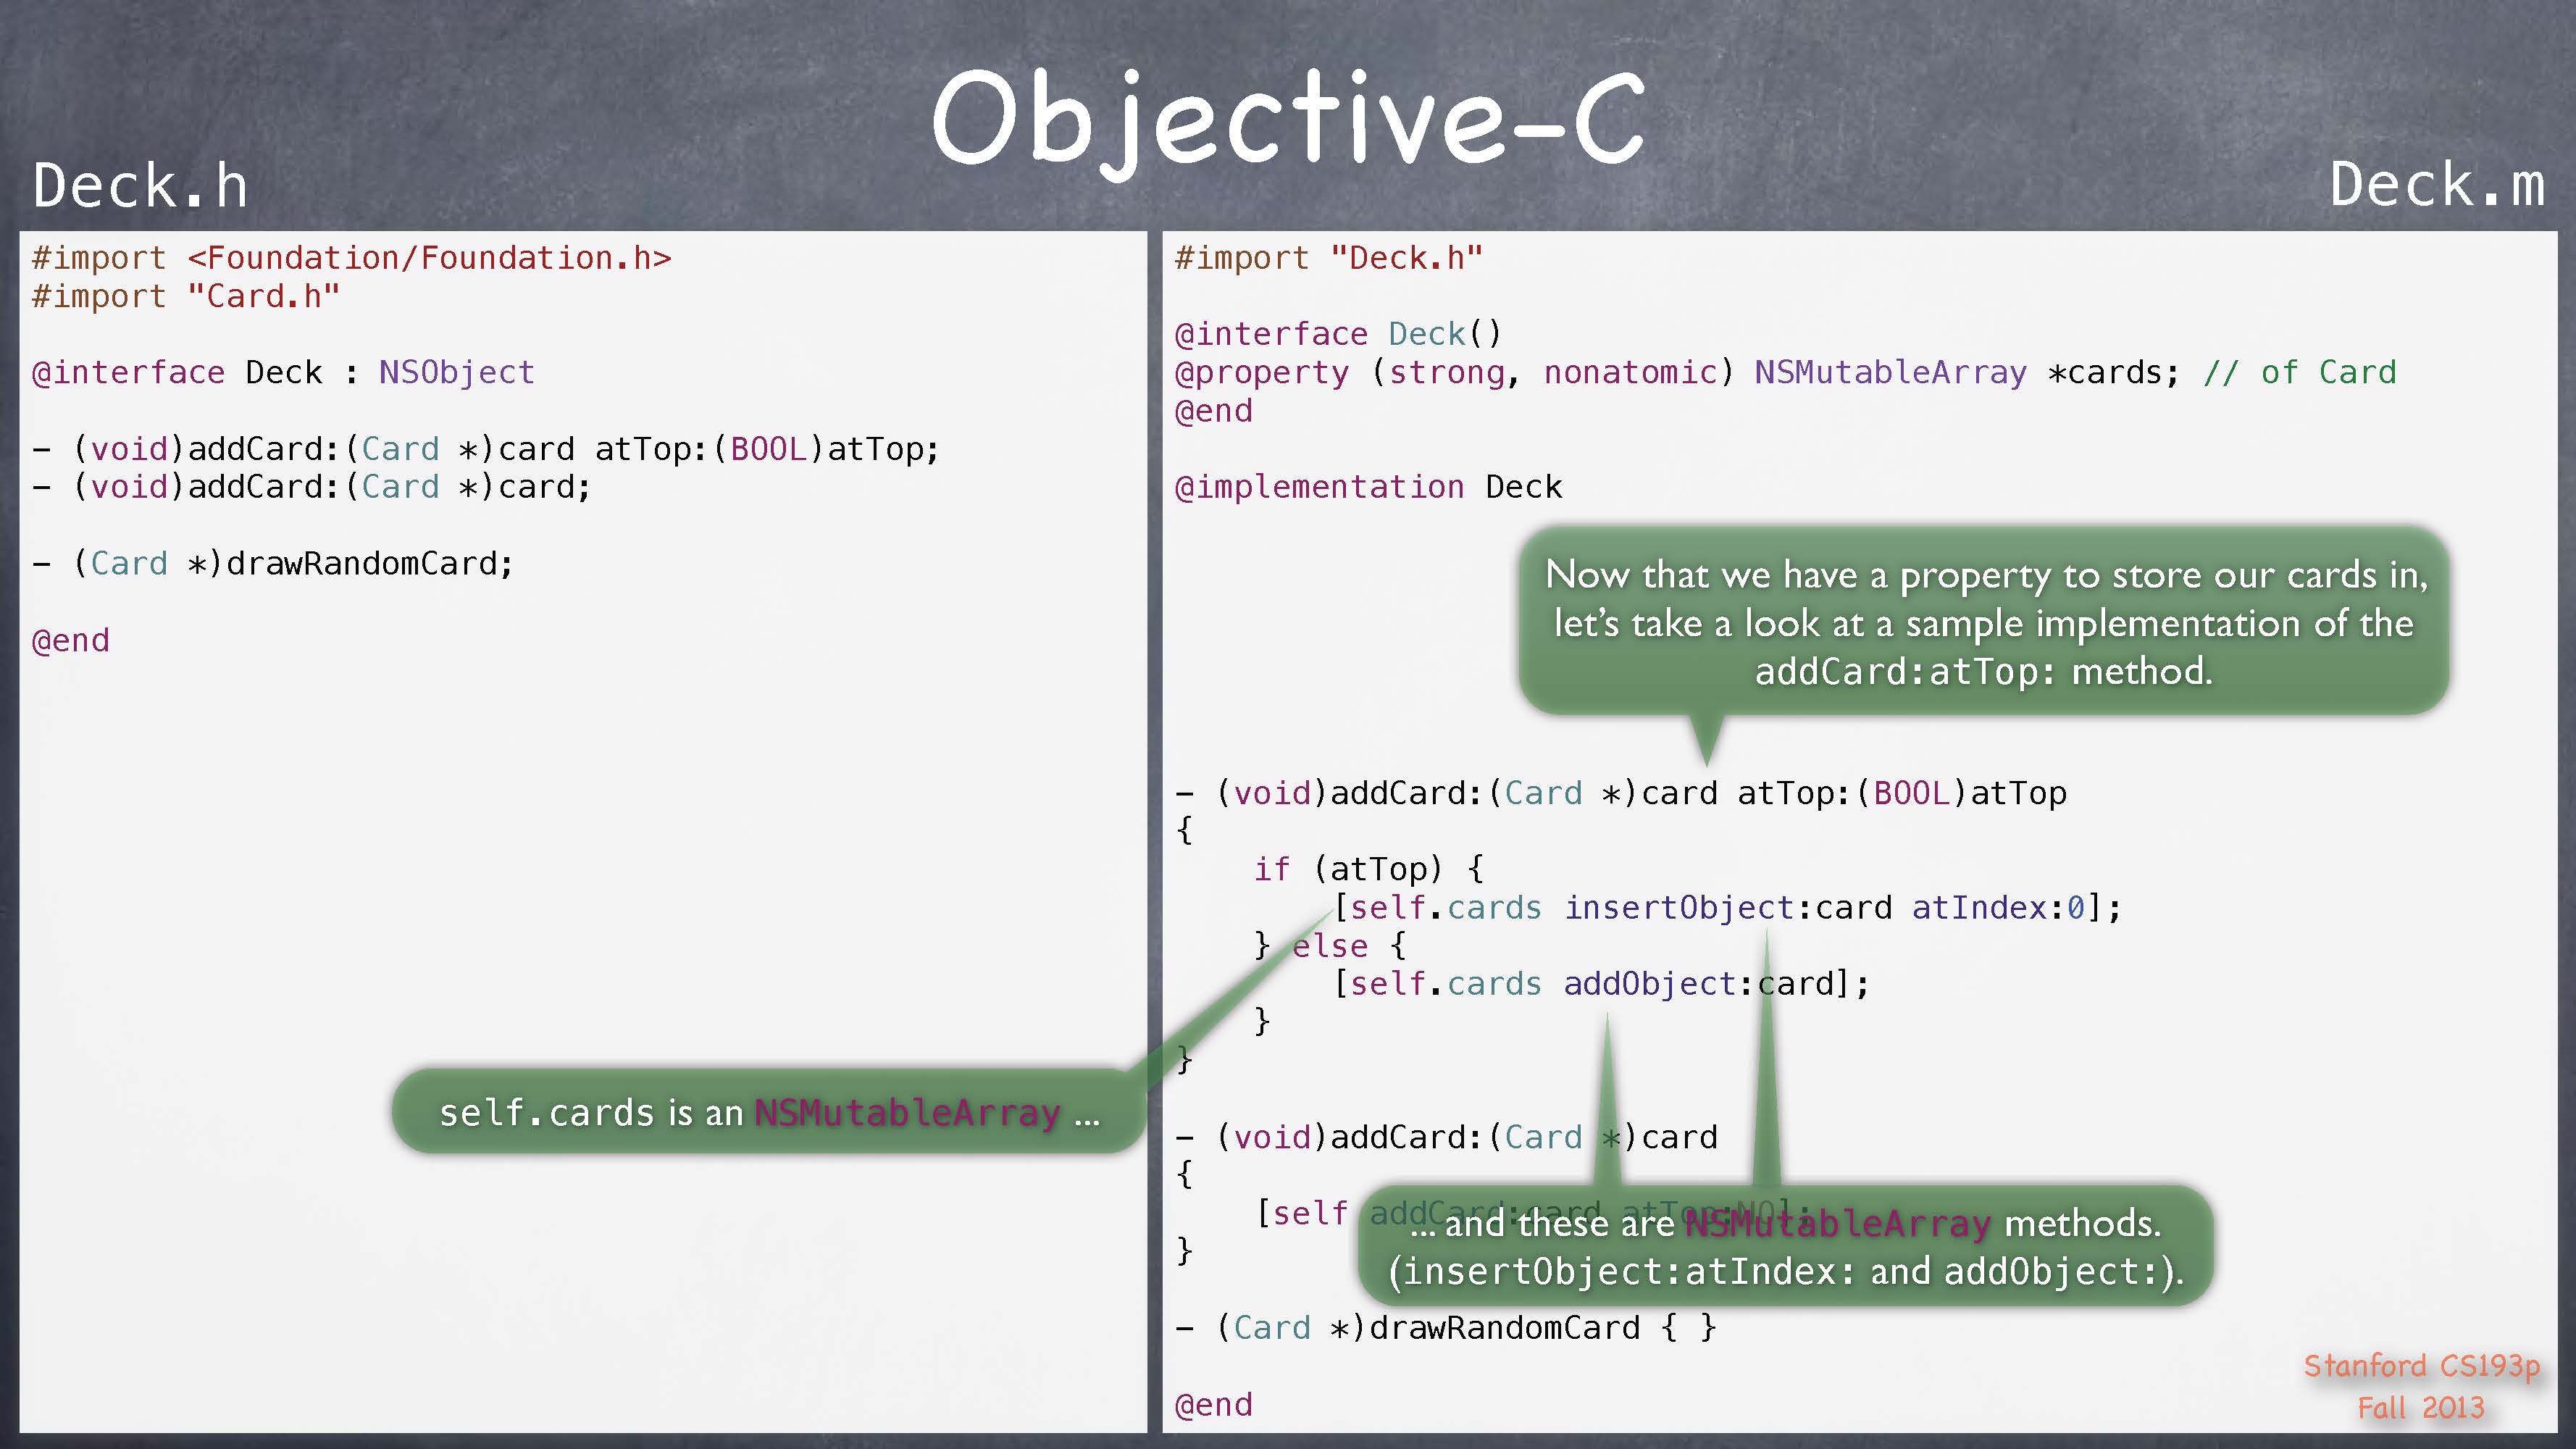 Objective-C
Deck.h
Deck.m
#import <Foundation/Foundation.h>
#import "Card.h"
@interface Deck : NSObject
- (void)addCard:(Card *)card atTop:(BOOL)atTop;
- (void)addCard:(Card *)card;
- (Card *)drawRandomCard;
@end
#import "Deck.h"
@interface Deck()
@property (strong, nonatomic) NSMutableArray *cards; // of Card
@end
@implementation Deck
Now that we have a property to store our cards in,
let's take a look at a sample implementation of the
addCard:atTop: method.
- (void)addCard:(Card *)card atTop:(BOOL)atTop
{
    if (atTop) {
        [self.cards insertObject:card atIndex:0];
    } else {
        [self.cards addObject:card];
    }
}
self.cards is an NSMutableArray ...
- (void)addCard:(Card *)card
{
    [self addCard:card atTop:NO];
}
... and these are NSMutableArray methods.
(insertObject:atIndex: and addObject:).
- (Card *)drawRandomCard { }
@end
Stanford CS193p
Fall 2013